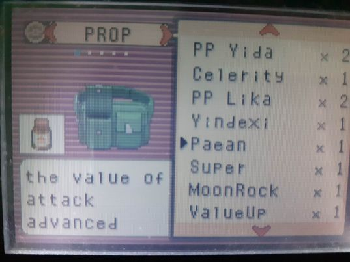 PROP
PP Yida x 2
Celerity x 1
PP Lika x 2
Yindexi x 1
Paean x 1
Super x 1
MoonRock x 1
ValueUp x 1
the value of
attack
advanced